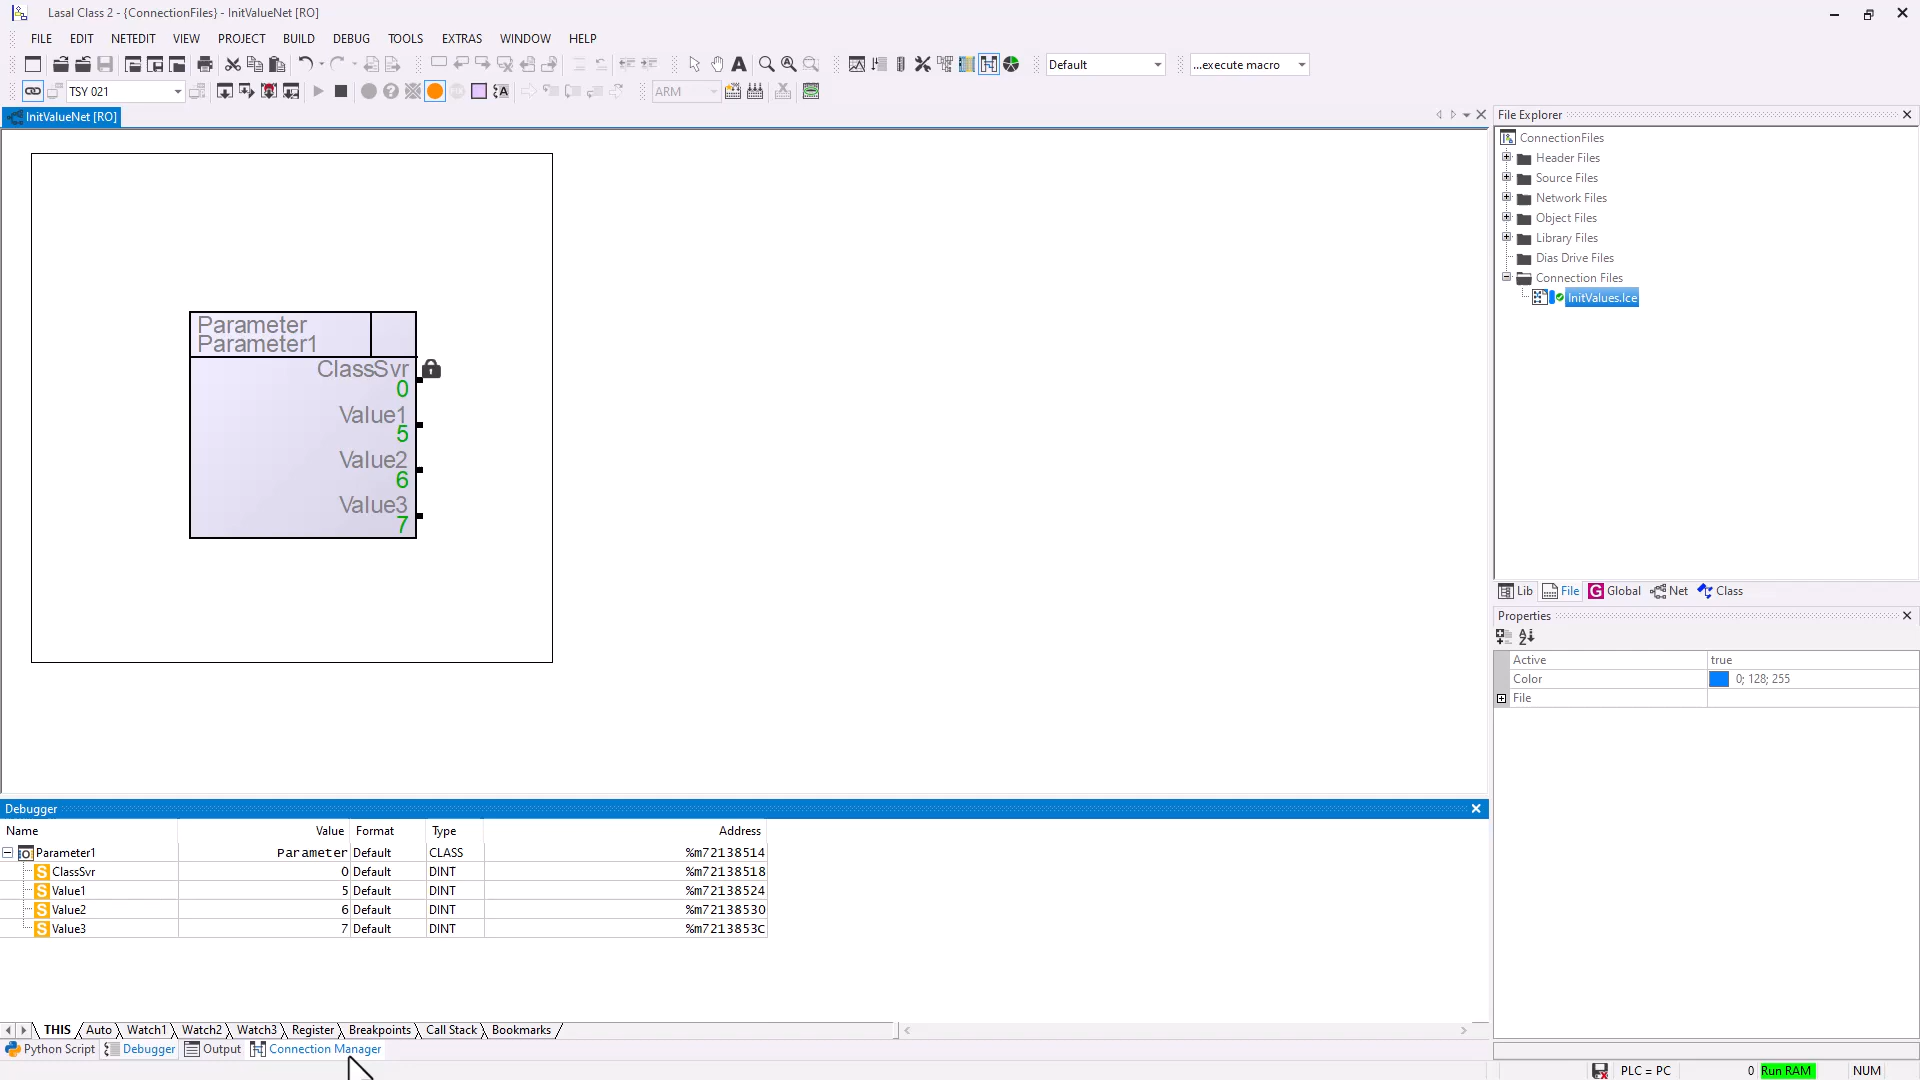 Lasal Class 2 - {ConnectionFiles} - InitValueNet [RO]
FILE EDIT NETEDIT VIEW PROJECT BUILD DEBUG TOOLS EXTRAS WINDOW HELP
Default ...execute macro
TSY 021 ARM
InitValueNet [RO]
Parameter
Parameter1
ClassSvr
0
Value1
5
Value2
6
Value3
7
File Explorer
ConnectionFiles
Header Files
Source Files
Network Files
Object Files
Library Files
Dias Drive Files
Connection Files
InitValues.lce
Lib File Global Net Class
Properties
Active true
Color 0; 128; 255
File
Debugger
Name Value Format Type Address
Parameter1 Parameter Default CLASS %m72138514
ClassSvr 0 Default DINT %m72138518
Value1 5 Default DINT %m72138524
Value2 6 Default DINT %m72138530
Value3 7 Default DINT %m7213853C
THIS Auto Watch1 Watch2 Watch3 Register Breakpoints Call Stack Bookmarks
Python Script Debugger Output Connection Manager
PLC = PC 0 Run RAM NUM